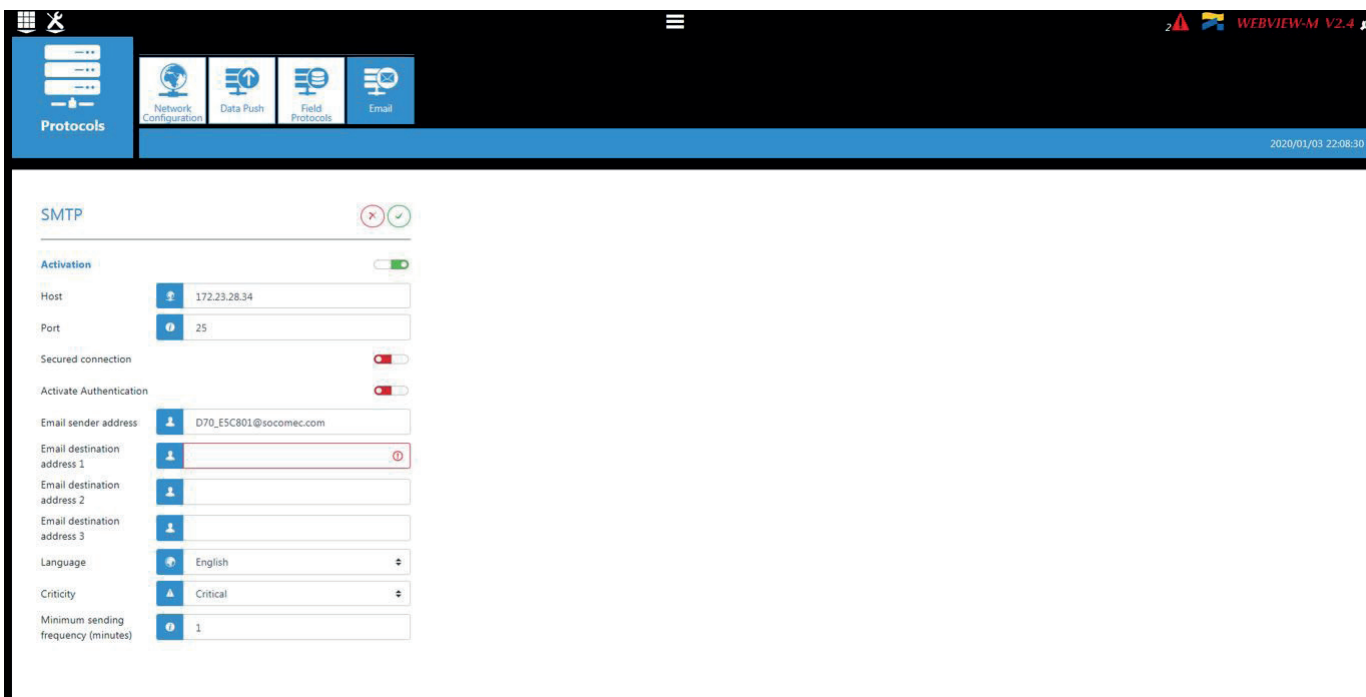 2
WEBVIEW-M V2.4
Protocols
Network
Configuration
Data Push
Field
Protocols
Email
2020/01/03 22:08:30
SMTP
Activation
Host
172.23.28.34
Port
25
Secured connection
Activate Authentication
Email sender address
D70_E5C801@socomec.com
Email destination
address 1
Email destination
address 2
Email destination
address 3
Language
English
Criticity
Critical
Minimum sending
frequency (minutes)
1